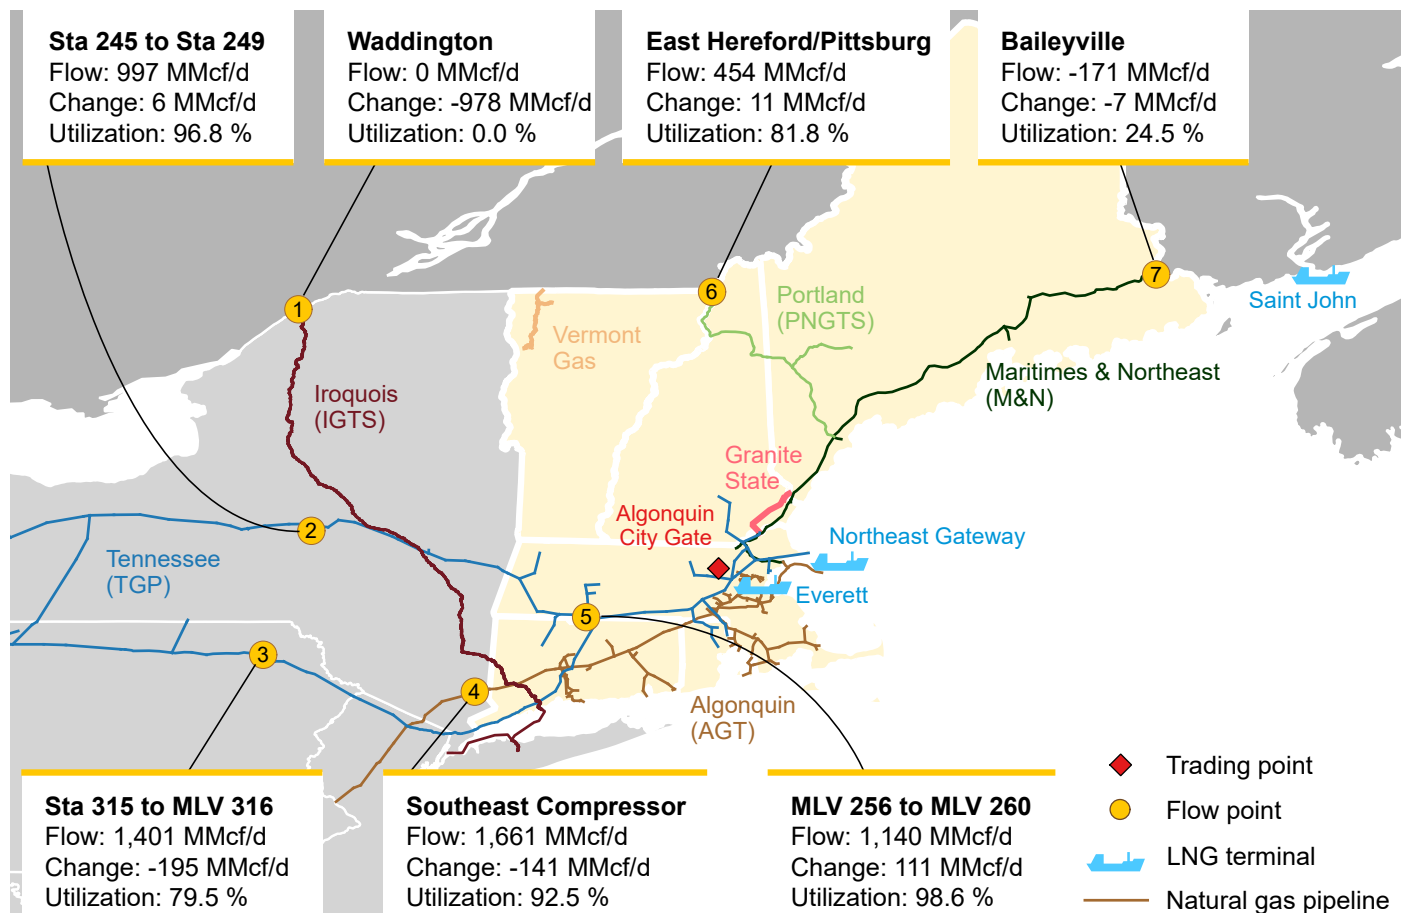 Sta 245 to Sta 249
Flow: 997 MMcf/d
Change: 6 MMcf/d
Utilization: 96.8 %
Waddington
Flow: 0 MMcf/d
Change: -978 MMcf/d
Utilization: 0.0 %
East Hereford/Pittsburg
Flow: 454 MMcf/d
Change: 11 MMcf/d
Utilization: 81.8 %
Baileyville
Flow: -171 MMcf/d
Change: -7 MMcf/d
Utilization: 24.5 %
7
6
1
Saint John
Portland
(PNGTS)
Vermont
Gas
Maritimes & Northeast
(M&N)
Iroquois
(IGTS)
Granite
State
Algonquin
City Gate
2
Northeast Gateway
Tennessee
(TGP)
Everett
5
3
4
Algonquin
(AGT)
Sta 315 to MLV 316
Flow: 1,401 MMcf/d
Change: -195 MMcf/d
Utilization: 79.5 %
Southeast Compressor
Flow: 1,661 MMcf/d
Change: -141 MMcf/d
Utilization: 92.5 %
MLV 256 to MLV 260
Flow: 1,140 MMcf/d
Change: 111 MMcf/d
Utilization: 98.6 %
Trading point
Flow point
LNG terminal
Natural gas pipeline